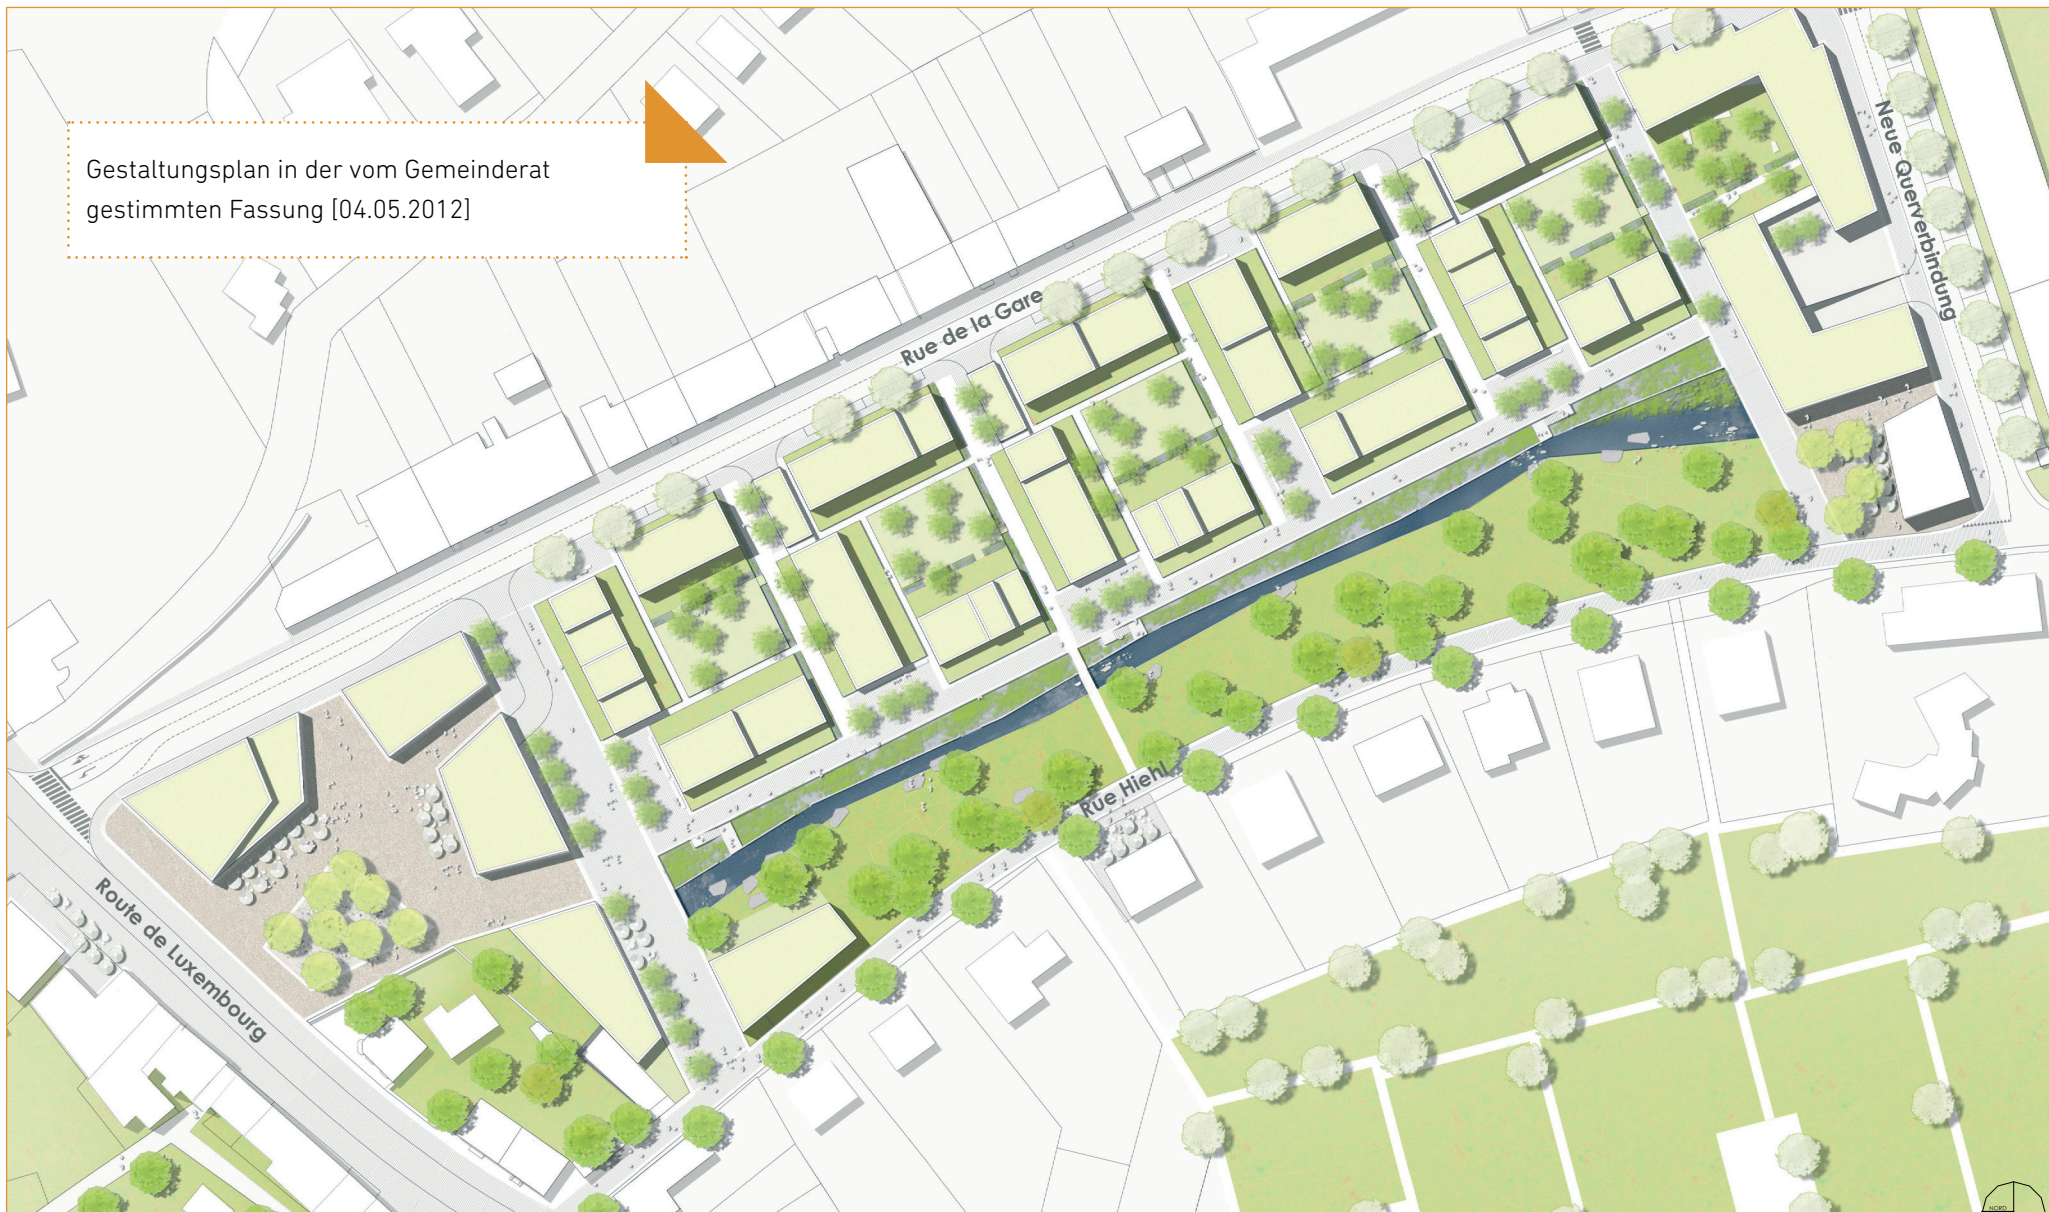 Gestaltungsplan in der vom Gemeinderat
gestimmten Fassung [04.05.2012]
Neue Querverbindung
Rue de la Gare
Rue Hiehl
Route de Luxembourg
NORD